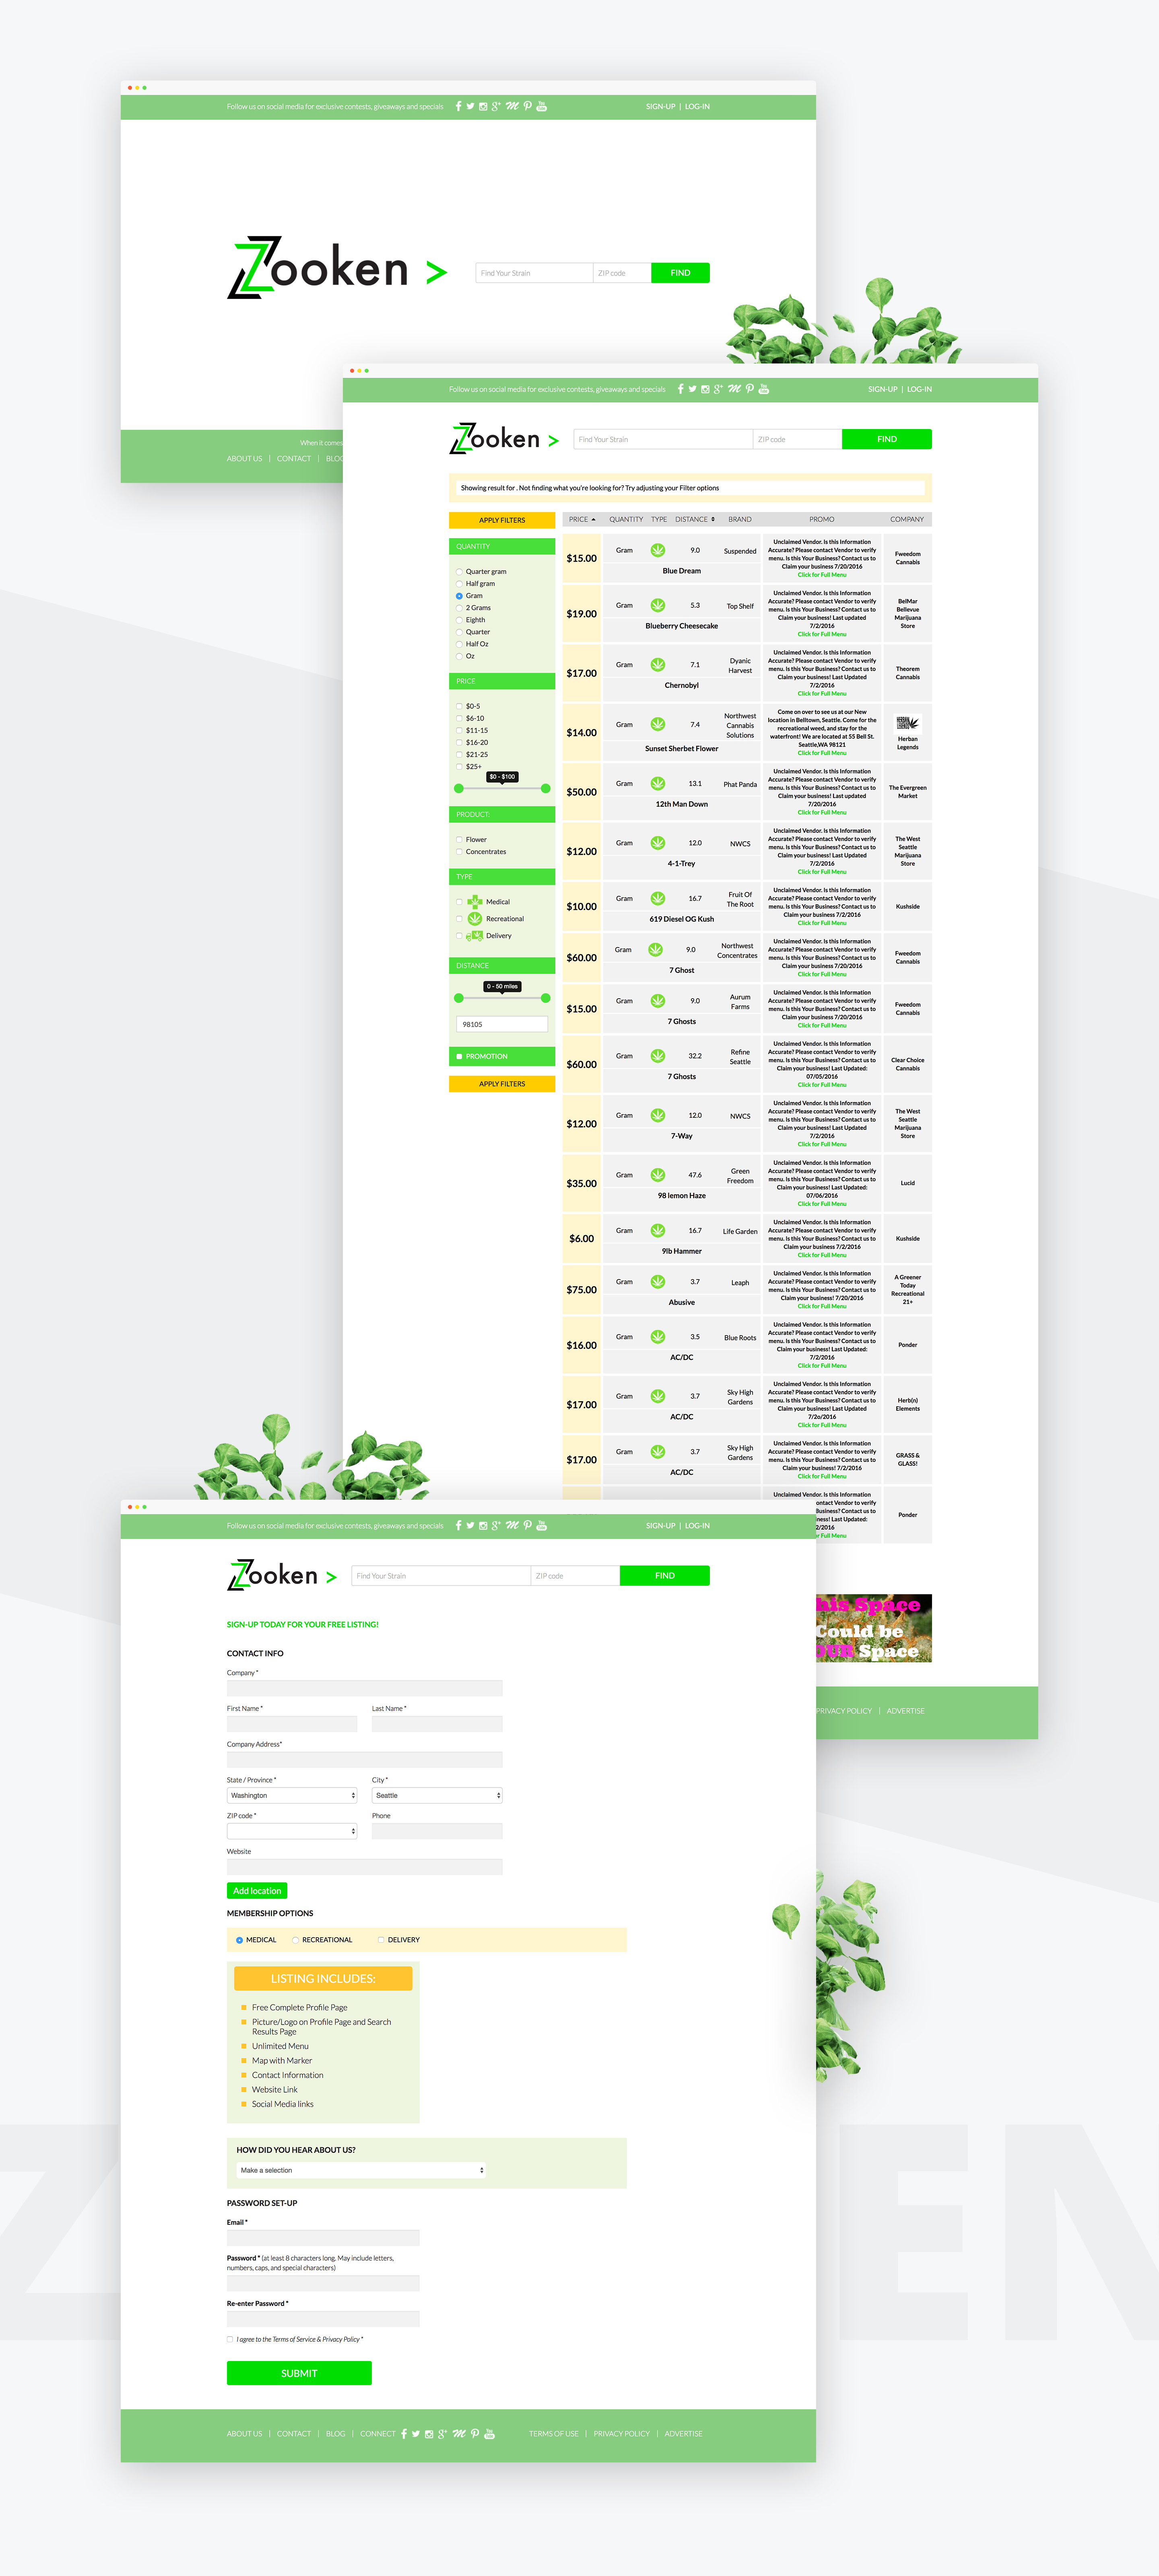 Follow us on social media for exclusive contests, giveaways and specials
SIGN-UP | LOG-IN
Zooken >
Find Your Strain
ZIP code
FIND
When it comes
ABOUT US | CONTACT | BLOG
Follow us on social media for exclusive contests, giveaways and specials
SIGN-UP | LOG-IN
Zooken >
Find Your Strain
ZIP code
FIND
Showing result for . Not finding what you're looking for? Try adjusting your Filter options
APPLY FILTERS
QUANTITY
Quarter gram
Half gram
Gram
2 Grams
Eighth
Quarter
Half Oz
Oz
PRICE
$0-5
$6-10
$11-15
$16-20
$21-25
$25+
$0 - $100
PRODUCT:
Flower
Concentrates
TYPE
Medical
Recreational
Delivery
DISTANCE
0 - 50 miles
98105
PROMOTION
APPLY FILTERS
PRICE QUANTITY TYPE DISTANCE BRAND PROMO COMPANY
$15.00
Gram 9.0 Suspended
Blue Dream
Unclaimed Vendor. Is this Information
Accurate? Please contact Vendor to verify
menu. Is this Your Business? Contact us to
Claim your business 7/20/2016
Click for Full Menu
Fweedom
Cannabis
$19.00
Gram 5.3 Top Shelf
Blueberry Cheesecake
Unclaimed Vendor. Is this Information
Accurate? Please contact Vendor to verify
menu. Is this Your Business? Contact us to
Claim your business! Last updated
7/2/2016
Click for Full Menu
BelMar
Bellevue
Marijuana
Store
$17.00
Gram 7.1 Dyanic
Harvest
Chernobyl
Unclaimed Vendor. Is this Information
Accurate? Please contact Vendor to verify
menu. Is this Your Business? Contact us to
Claim your business! Last Updated
7/2/2016
Click for Full Menu
Theorem
Cannabis
$14.00
Gram 7.4 Northwest
Cannabis
Solutions
Sunset Sherbet Flower
Come on over to see us at our New
location in Belltown, Seattle. Come for the
recreational weed, and stay for the
waterfront! We are located at 55 Bell St.
Seattle,WA 98121
Click for Full Menu
Herban
Legends
$50.00
Gram 13.1 Phat Panda
12th Man Down
Unclaimed Vendor. Is this Information
Accurate? Please contact Vendor to verify
menu. Is this Your Business? Contact us to
Claim your business! Last updated
7/20/2016
Click for Full Menu
The Evergreen
Market
$12.00
Gram 12.0 NWCS
4-1-Trey
Unclaimed Vendor. Is this Information
Accurate? Please contact Vendor to verify
menu. Is this Your Business? Contact us to
Claim your business! Last Updated
7/2/2016
Click for Full Menu
The West
Seattle
Marijuana
Store
$10.00
Gram 16.7 Fruit Of
The Root
619 Diesel OG Kush
Unclaimed Vendor. Is this Information
Accurate? Please contact Vendor to verify
menu. Is this Your Business? Contact us to
Claim your business 7/2/2016
Click for Full Menu
Kushside
$60.00
Gram 9.0 Northwest
Concentrates
7 Ghost
Unclaimed Vendor. Is this Information
Accurate? Please contact Vendor to verify
menu. Is this Your Business? Contact us to
Claim your business 7/20/2016
Click for Full Menu
Fweedom
Cannabis
$15.00
Gram 9.0 Aurum
Farms
7 Ghosts
Unclaimed Vendor. Is this Information
Accurate? Please contact Vendor to verify
menu. Is this Your Business? Contact us to
Claim your business 7/20/2016
Click for Full Menu
Fweedom
Cannabis
$60.00
Gram 32.2 Refine
Seattle
7 Ghosts
Unclaimed Vendor. Is this Information
Accurate? Please contact Vendor to verify
menu. Is this Your Business? Contact us to
Claim your business! Last Updated:
07/05/2016
Click for Full Menu
Clear Choice
Cannabis
$12.00
Gram 12.0 NWCS
7-Way
Unclaimed Vendor. Is this Information
Accurate? Please contact Vendor to verify
menu. Is this Your Business? Contact us to
Claim your business! Last Updated
7/2/2016
Click for Full Menu
The West
Seattle
Marijuana
Store
$35.00
Gram 47.6 Green
Freedom
98 lemon Haze
Unclaimed Vendor. Is this Information
Accurate? Please contact Vendor to verify
menu. Is this Your Business? Contact us to
Claim your business! Last Updated:
07/06/2016
Click for Full Menu
Lucid
$6.00
Gram 16.7 Life Garden
9lb Hammer
Unclaimed Vendor. Is this Information
Accurate? Please contact Vendor to verify
menu. Is this Your Business? Contact us to
Claim your business 7/2/2016
Click for Full Menu
Kushside
$75.00
Gram 3.7 Leaph
Abusive
Unclaimed Vendor. Is this Information
Accurate? Please contact Vendor to verify
menu. Is this Your Business? Contact us to
Claim your business! 7/20/2016
Click for Full Menu
A Greener
Today
Recreational
21+
$16.00
Gram 3.5 Blue Roots
AC/DC
Unclaimed Vendor. Is this Information
Accurate? Please contact Vendor to verify
menu. Is this Your Business? Contact us to
Claim your business! Last Updated:
7/2/2016
Click for Full Menu
Ponder
$17.00
Gram 3.7 Sky High
Gardens
AC/DC
Unclaimed Vendor. Is this Information
Accurate? Please contact Vendor to verify
menu. Is this Your Business? Contact us to
Claim your business! Last Updated
7/2o/2016
Click for Full Menu
Herb(n)
Elements
$17.00
Gram 3.7 Sky High
Gardens
AC/DC
Unclaimed Vendor. Is this Information
Accurate? Please contact Vendor to verify
menu. Is this Your Business? Contact us to
Claim your business! 7/2/2016
Click for Full Menu
GRASS &
GLASS!
Unclaimed Vendor. Is this Information
contact Vendor to verify
Business? Contact us to
ness! Last Updated:
2/2016
r Full Menu
Ponder
his Space
Could be
OUR Space
PRIVACY POLICY | ADVERTISE
Follow us on social media for exclusive contests, giveaways and specials
SIGN-UP | LOG-IN
Zooken >
Find Your Strain
ZIP code
FIND
SIGN-UP TODAY FOR YOUR FREE LISTING!
CONTACT INFO
Company *
First Name * Last Name *
Company Address*
State / Province * City *
Washington Seattle
ZIP code * Phone
Website
Add location
MEMBERSHIP OPTIONS
MEDICAL RECREATIONAL DELIVERY
LISTING INCLUDES:
Free Complete Profile Page
Picture/Logo on Profile Page and Search
Results Page
Unlimited Menu
Map with Marker
Contact Information
Website Link
Social Media links
HOW DID YOU HEAR ABOUT US?
Make a selection
PASSWORD SET-UP
Email *
Password * (at least 8 characters long. May include letters,
numbers, caps, and special characters)
Re-enter Password *
I agree to the Terms of Service & Privacy Policy *
SUBMIT
ABOUT US | CONTACT | BLOG | CONNECT
TERMS OF USE | PRIVACY POLICY | ADVERTISE
Z EN